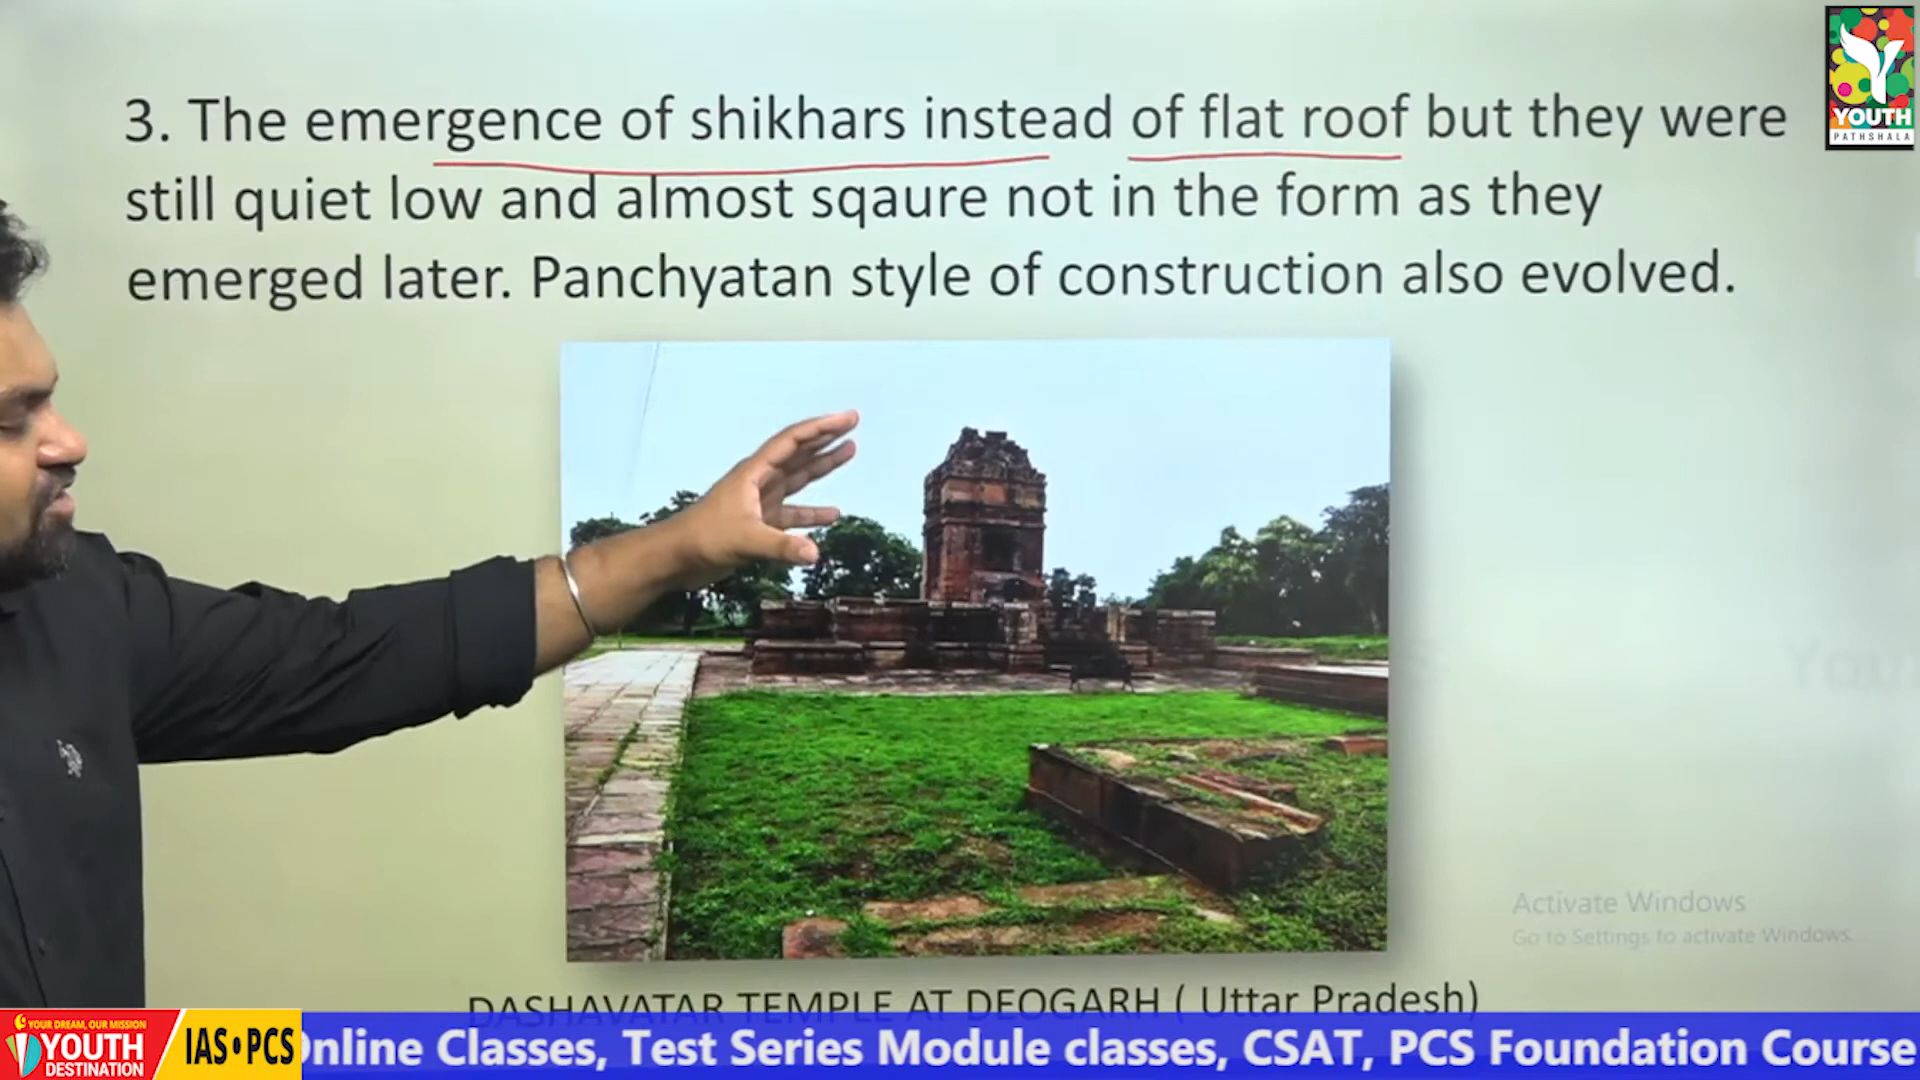 YOUTH
PATHSHALA
3. The emergence of shikhars instead of flat roof but they were
still quiet low and almost sqaure not in the form as they
emerged later. Panchyatan style of construction also evolved.
Activate Windows
Go to Settings to activate Windows.
DASHAVATAR TEMPLE AT DEOGARH ( Uttar Pradesh)
YOUR DREAM, OUR MISSION
YOUTH
DESTINATION
IAS•PCS
Online Classes, Test Series Module classes, CSAT, PCS Foundation Course